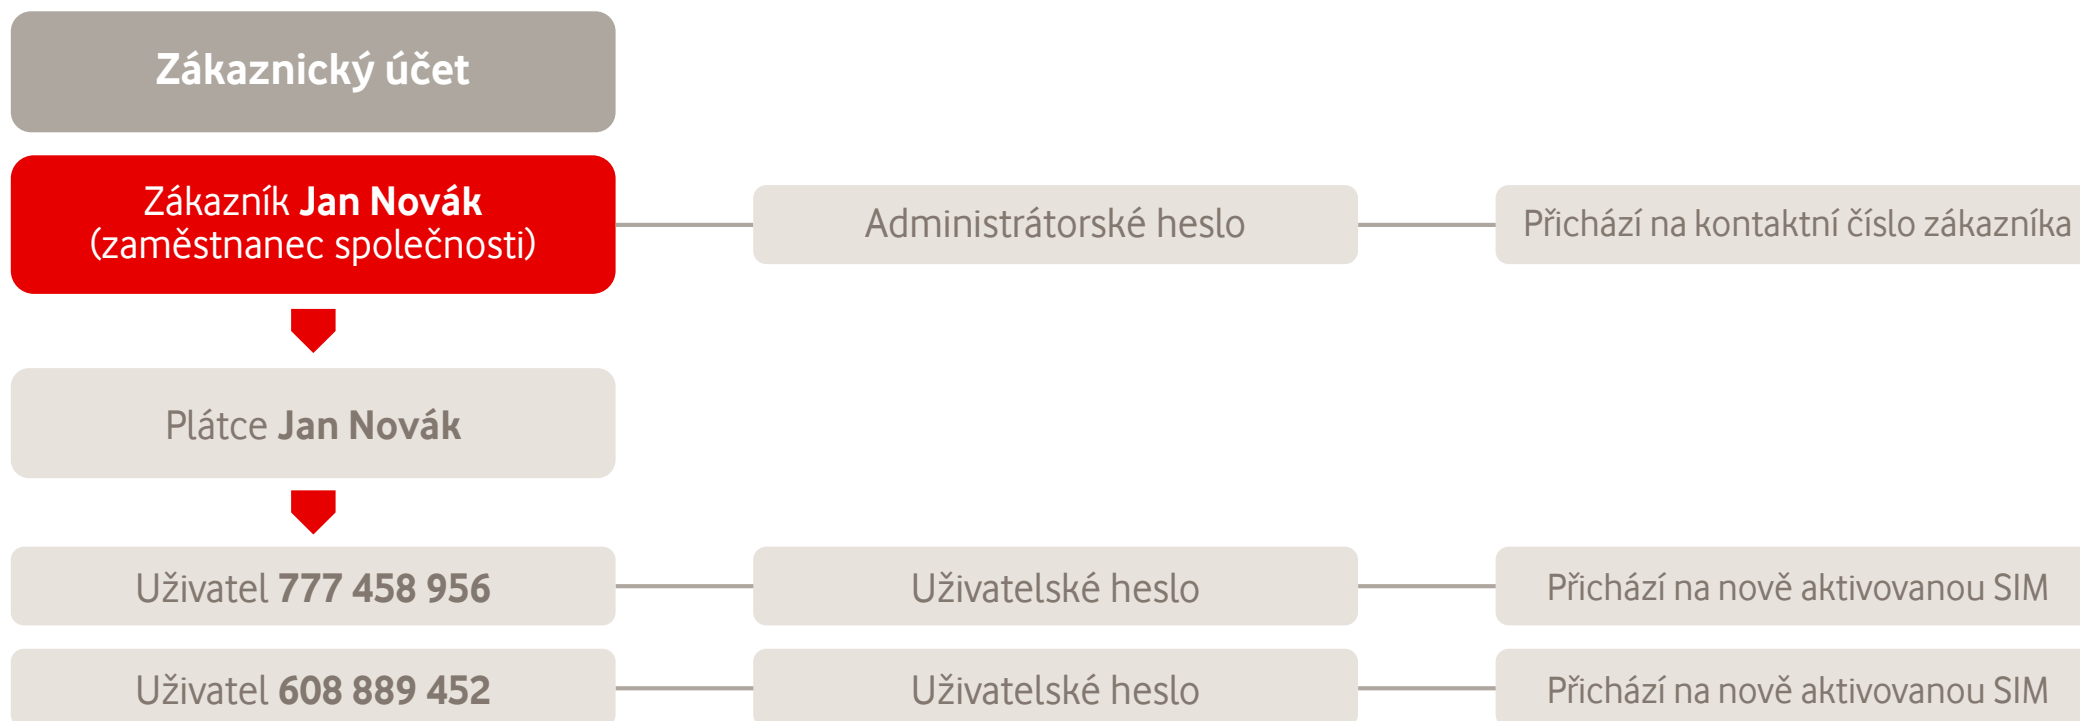 Zákaznický účet
Zákazník Jan Novák
(zaměstnanec společnosti)
Administrátorské heslo
Přichází na kontaktní číslo zákazníka
Plátce Jan Novák
Uživatel 777 458 956
Uživatelské heslo
Přichází na nově aktivovanou SIM
Uživatel 608 889 452
Uživatelské heslo
Přichází na nově aktivovanou SIM